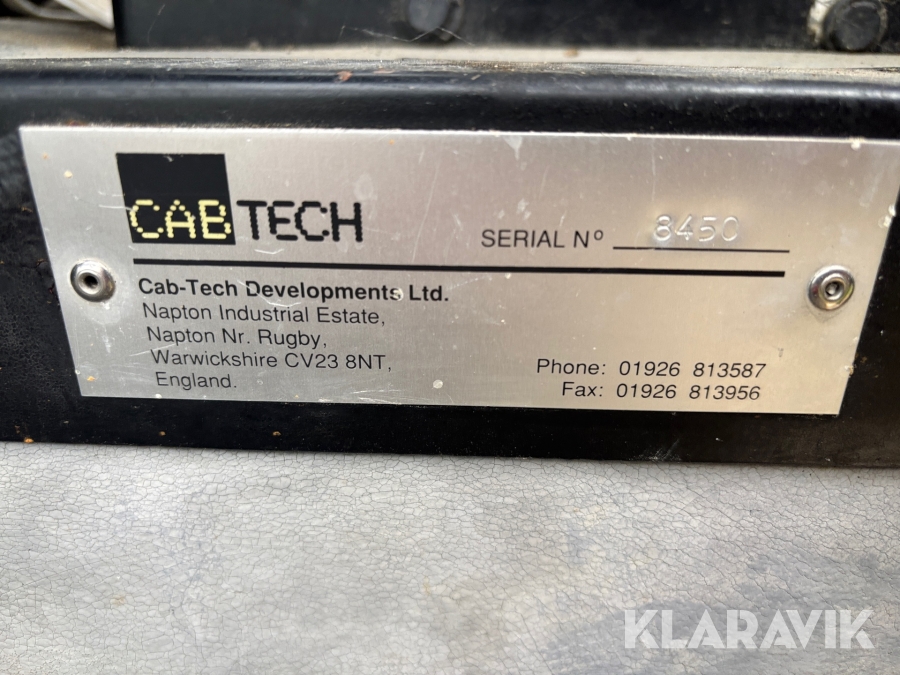 CABTECH
SERIAL Nº 8450
Cab-Tech Developments Ltd.
Napton Industrial Estate,
Napton Nr. Rugby,
Warwickshire CV23 8NT,
England.
Phone: 01926 813587
Fax: 01926 813956
KLARAVIK